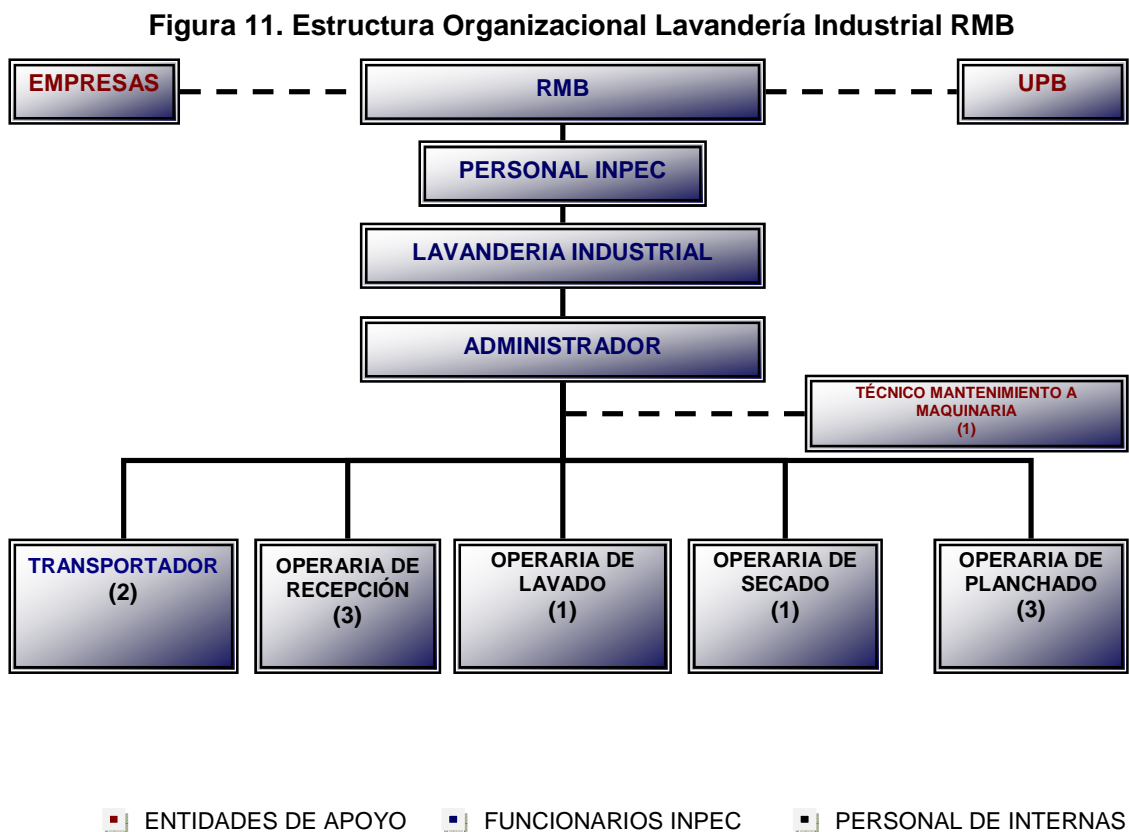 Figura 11. Estructura Organizacional Lavandería Industrial RMB
EMPRESAS
RMB
UPB
PERSONAL INPEC
LAVANDERIA INDUSTRIAL
ADMINISTRADOR
TÉCNICO MANTENIMIENTO A
MAQUINARIA
(1)
TRANSPORTADOR
(2)
OPERARIA DE
RECEPCIÓN
(3)
OPERARIA DE
LAVADO
(1)
OPERARIA DE
SECADO
(1)
OPERARIA DE
PLANCHADO
(3)
ENTIDADES DE APOYO
FUNCIONARIOS INPEC
PERSONAL DE INTERNAS